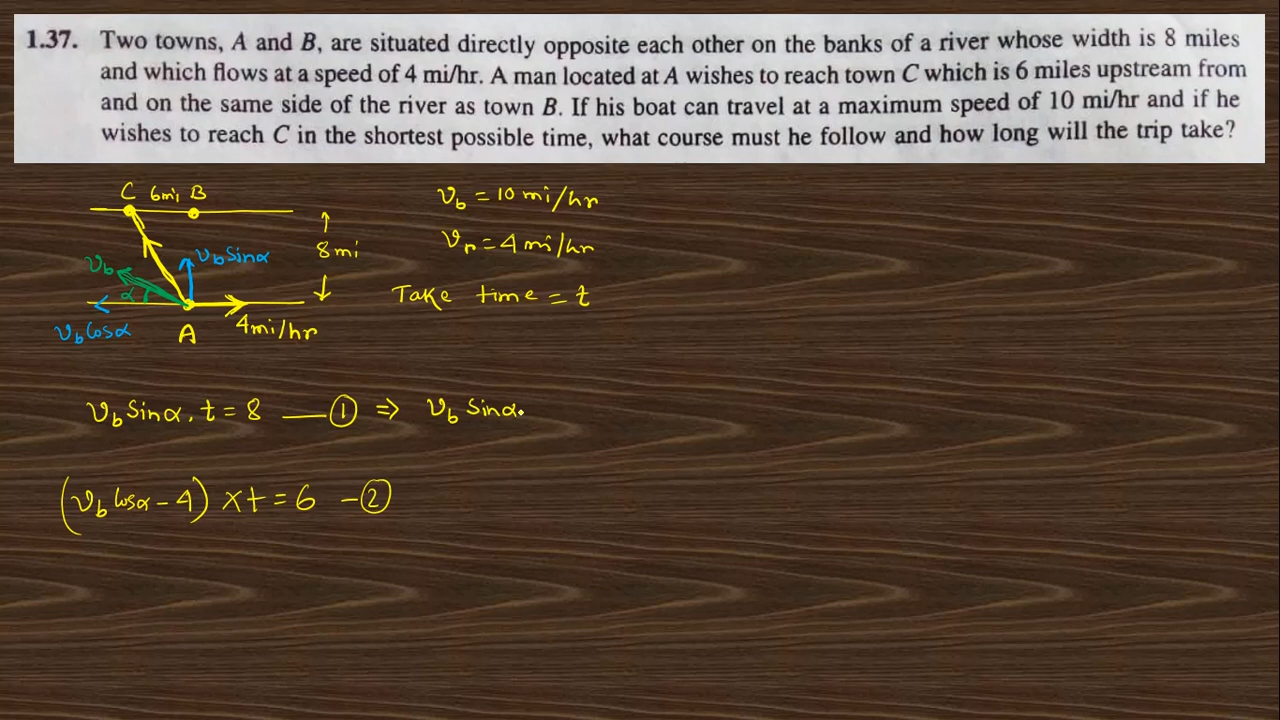 1.37. Two towns, A and B, are situated directly opposite each other on the banks of a river whose width is 8 miles
and which flows at a speed of 4 mi/hr. A man located at A wishes to reach town C which is 6 miles upstream from
and on the same side of the river as town B. If his boat can travel at a maximum speed of 10 mi/hr and if he
wishes to reach C in the shortest possible time, what course must he follow and how long will the trip take?
C 6mi B
v_b = 10 mi/hr
v_b Sinα
8 mi
v_r = 4 mi/hr
v_b
α
Take time = t
v_b Cosα
A
4mi/hr
v_b Sinα . t = 8 —① ⇒ v_b Sinα.
(v_b Cosα - 4) × t = 6 -②